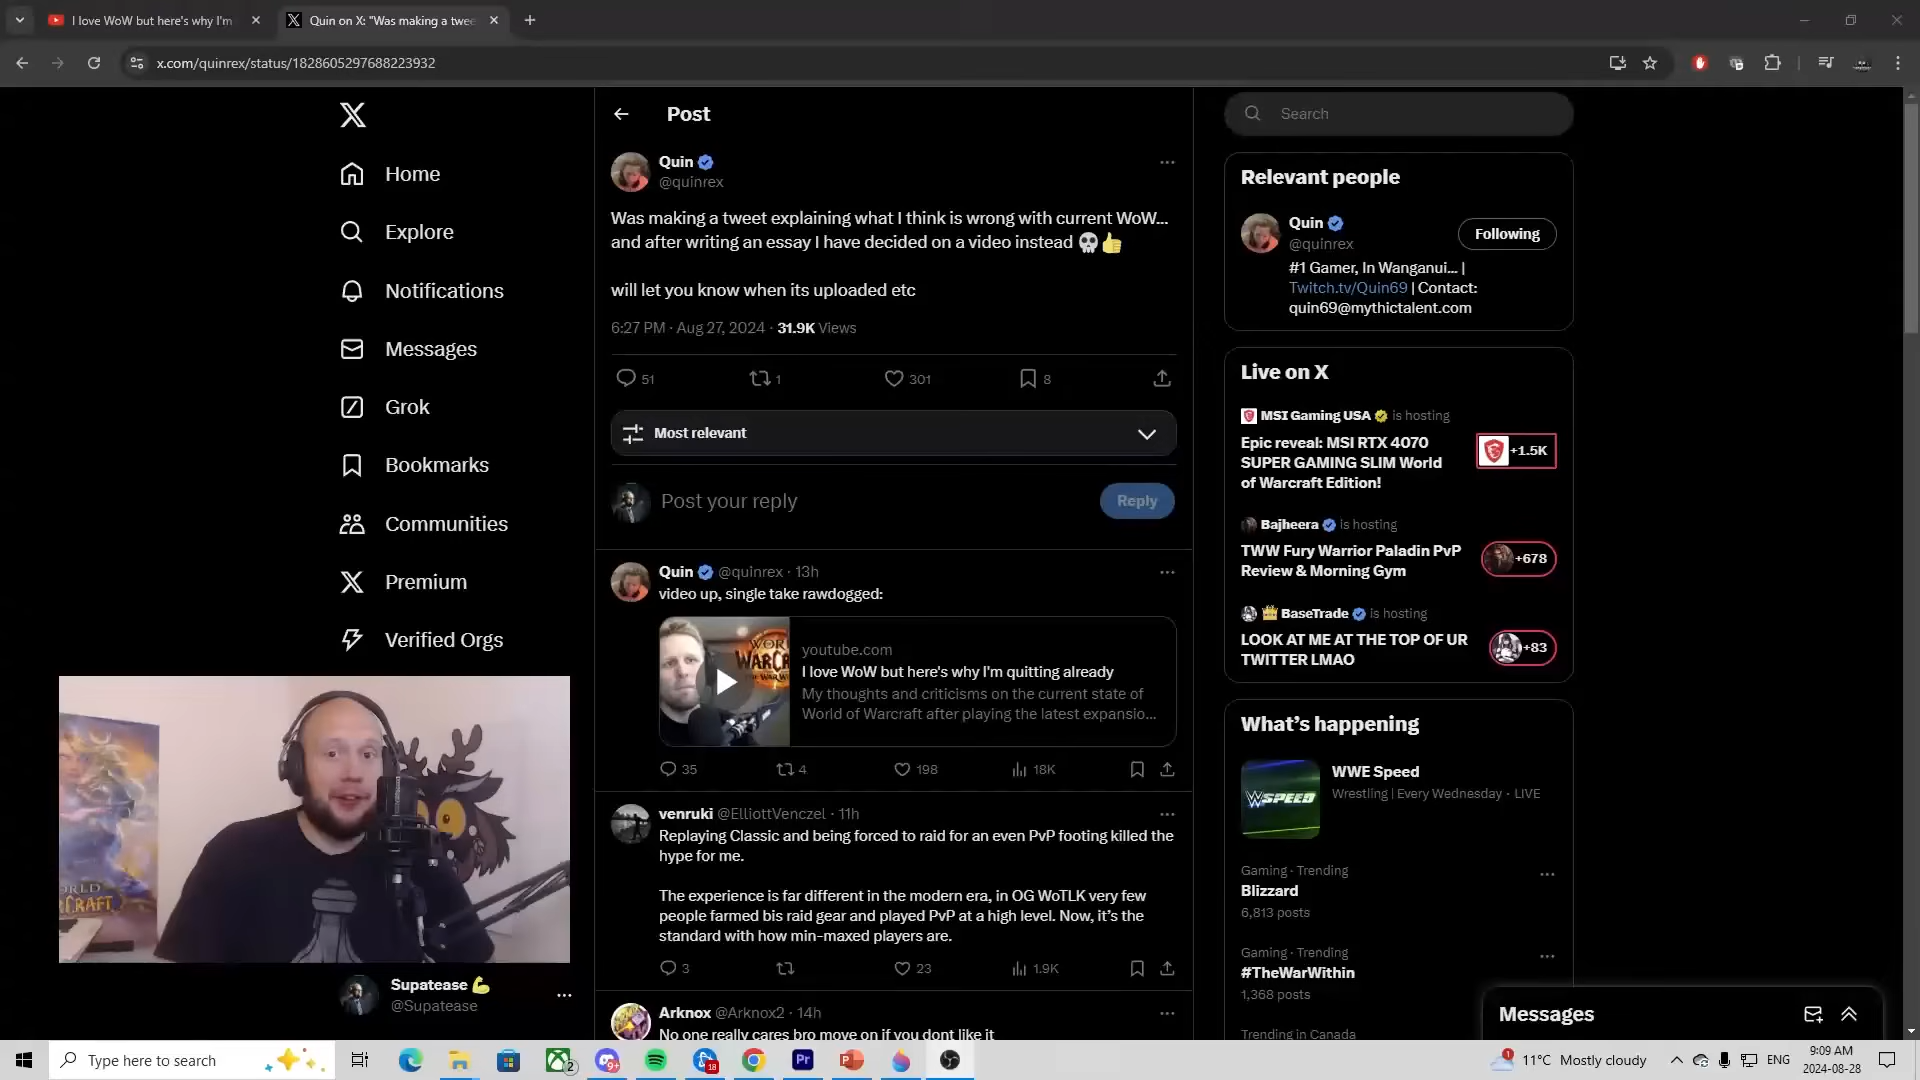 I love WoW but here's why I'm
Quin on X: "Was making a twee
x.com/quinrex/status/1828605297688223932
Home
Explore
Notifications
Messages
Grok
Bookmarks
Communities
Premium
Verified Orgs
Supatease 💪
@Supatease
Post
Quin
@quinrex
Was making a tweet explaining what I think is wrong with current WoW...
and after writing an essay I have decided on a video instead 💀👍
will let you know when its uploaded etc
6:27 PM · Aug 27, 2024 · 31.9K Views
51
1
301
8
Most relevant
Post your reply
Reply
Quin @quinrex · 13h
video up, single take rawdogged:
youtube.com
I love WoW but here's why I'm quitting already
My thoughts and criticisms on the current state of
World of Warcraft after playing the latest expansio...
35
4
198
18K
venruki @ElliottVenczel · 11h
Replaying Classic and being forced to raid for an even PvP footing killed the
hype for me.
The experience is far different in the modern era, in OG WoTLK very few
people farmed bis raid gear and played PvP at a high level. Now, it's the
standard with how min-maxed players are.
3
23
1.9K
Arknox @Arknox2 · 14h
No one really cares bro move on if you dont like it
Search
Relevant people
Quin
@quinrex
Following
#1 Gamer, In Wanganui... |
Twitch.tv/Quin69 | Contact:
quin69@mythictalent.com
Live on X
MSI Gaming USA is hosting
Epic reveal: MSI RTX 4070
SUPER GAMING SLIM World
of Warcraft Edition!
+1.5K
Bajheera is hosting
TWW Fury Warrior Paladin PvP
Review & Morning Gym
+678
👑 BaseTrade is hosting
LOOK AT ME AT THE TOP OF UR
TWITTER LMAO
+83
What's happening
WWE Speed
Wrestling | Every Wednesday · LIVE
SPEED
Gaming · Trending
Blizzard
6,813 posts
Gaming · Trending
#TheWarWithin
1,368 posts
Trending in Canada
Messages
Type here to search
2
9+
18
Pr
1
11°C Mostly cloudy
ENG
9:09 AM
2024-08-28